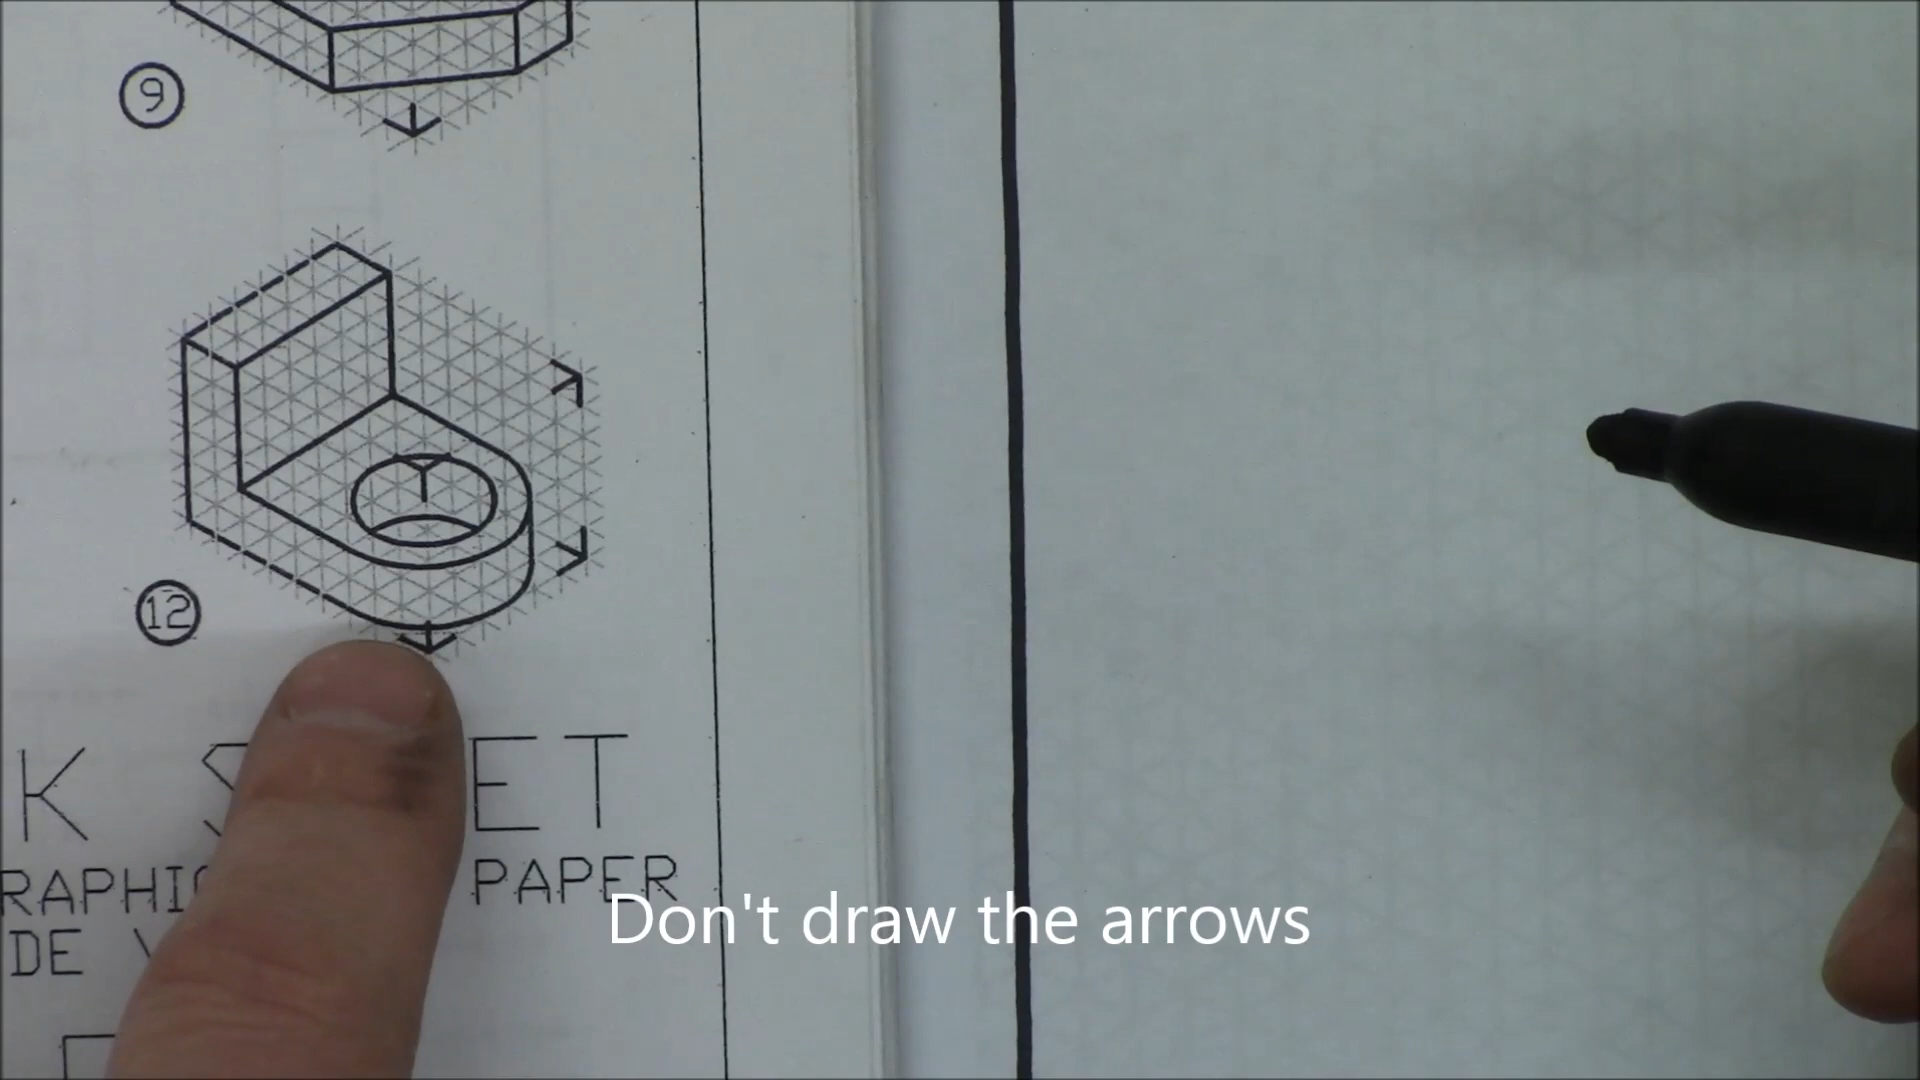 9
12
K S ET
RAPHIC PAPER
DE
Don't draw the arrows